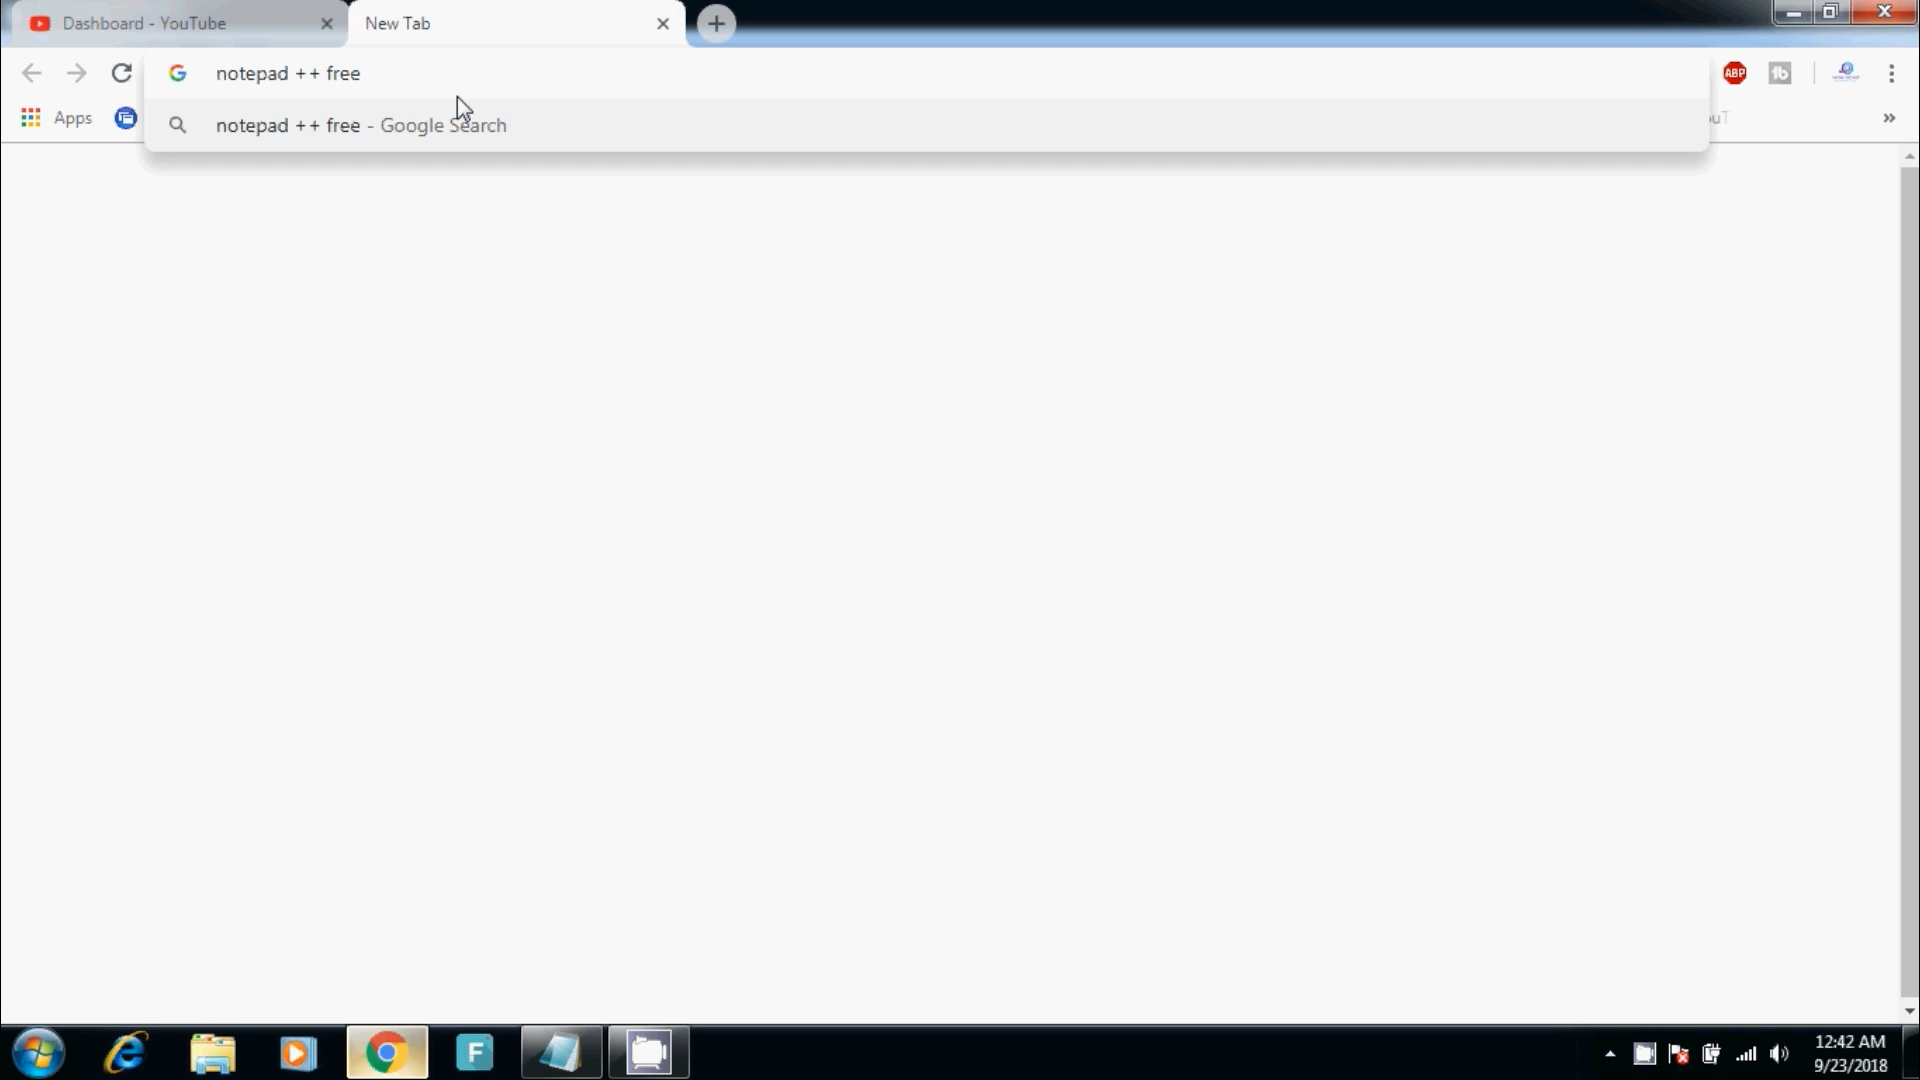 Dashboard - YouTube
New Tab
notepad ++ free
ABP
Apps
notepad ++ free - Google Search
F
12:42 AM
9/23/2018